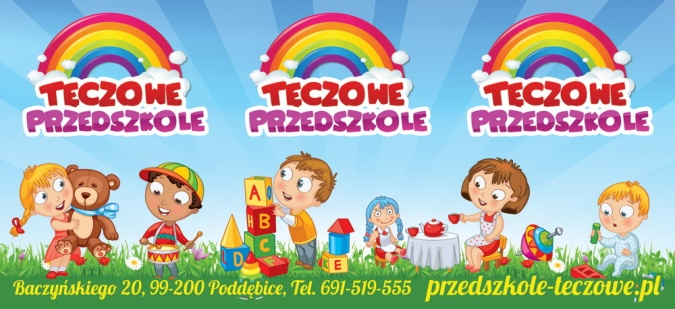 TĘCZOWE
PRZEDSZKOLE
TĘCZOWE
PRZEDSZKOLE
TĘCZOWE
PRZEDSZKOLE
A
H B
C
D
K E
Baczyńskiego 20, 99-200 Poddębice, Tel. 691-519-555 przedszkole-teczowe.pl